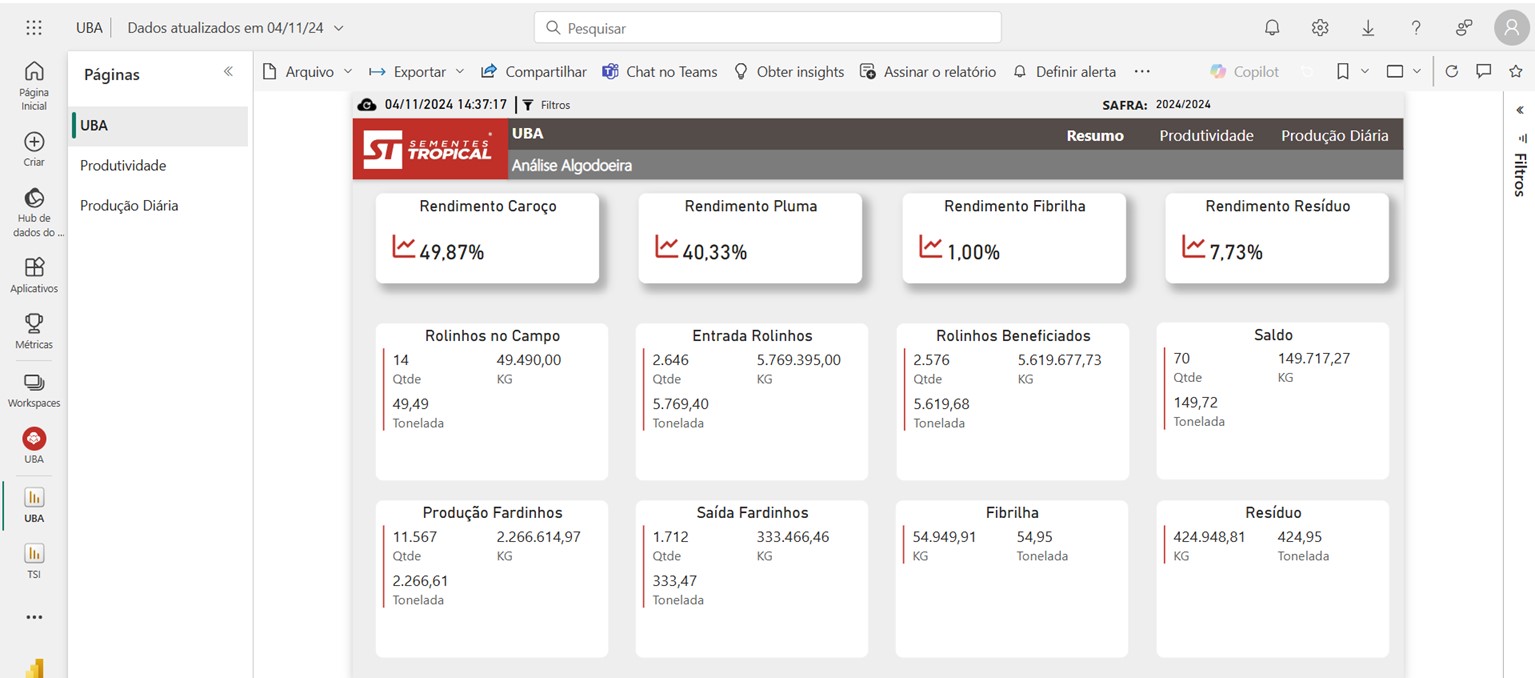 UBA
Dados atualizados em 04/11/24
Pesquisar
Página
Inicial
Criar
Hub de
dados do ...
Aplicativos
Métricas
Workspaces
UBA
UBA
TSI
Páginas
UBA
Produtividade
Produção Diária
Arquivo
Exportar
Compartilhar
Chat no Teams
Obter insights
Assinar o relatório
Definir alerta
Copilot
04/11/2024 14:37:17
Filtros
SAFRA: 2024/2024
ST SEMENTES
TROPICAL
UBA
Resumo
Produtividade
Produção Diária
Análise Algodoeira
Rendimento Caroço
49,87%
Rendimento Pluma
40,33%
Rendimento Fibrilha
1,00%
Rendimento Resíduo
7,73%
Rolinhos no Campo
14 49.490,00
Qtde KG
49,49
Tonelada
Entrada Rolinhos
2.646 5.769.395,00
Qtde KG
5.769,40
Tonelada
Rolinhos Beneficiados
2.576 5.619.677,73
Qtde KG
5.619,68
Tonelada
Saldo
70 149.717,27
Qtde KG
149,72
Tonelada
Produção Fardinhos
11.567 2.266.614,97
Qtde KG
2.266,61
Tonelada
Saída Fardinhos
1.712 333.466,46
Qtde KG
333,47
Tonelada
Fibrilha
54.949,91 54,95
KG Tonelada
Resíduo
424.948,81 424,95
KG Tonelada
Filtros